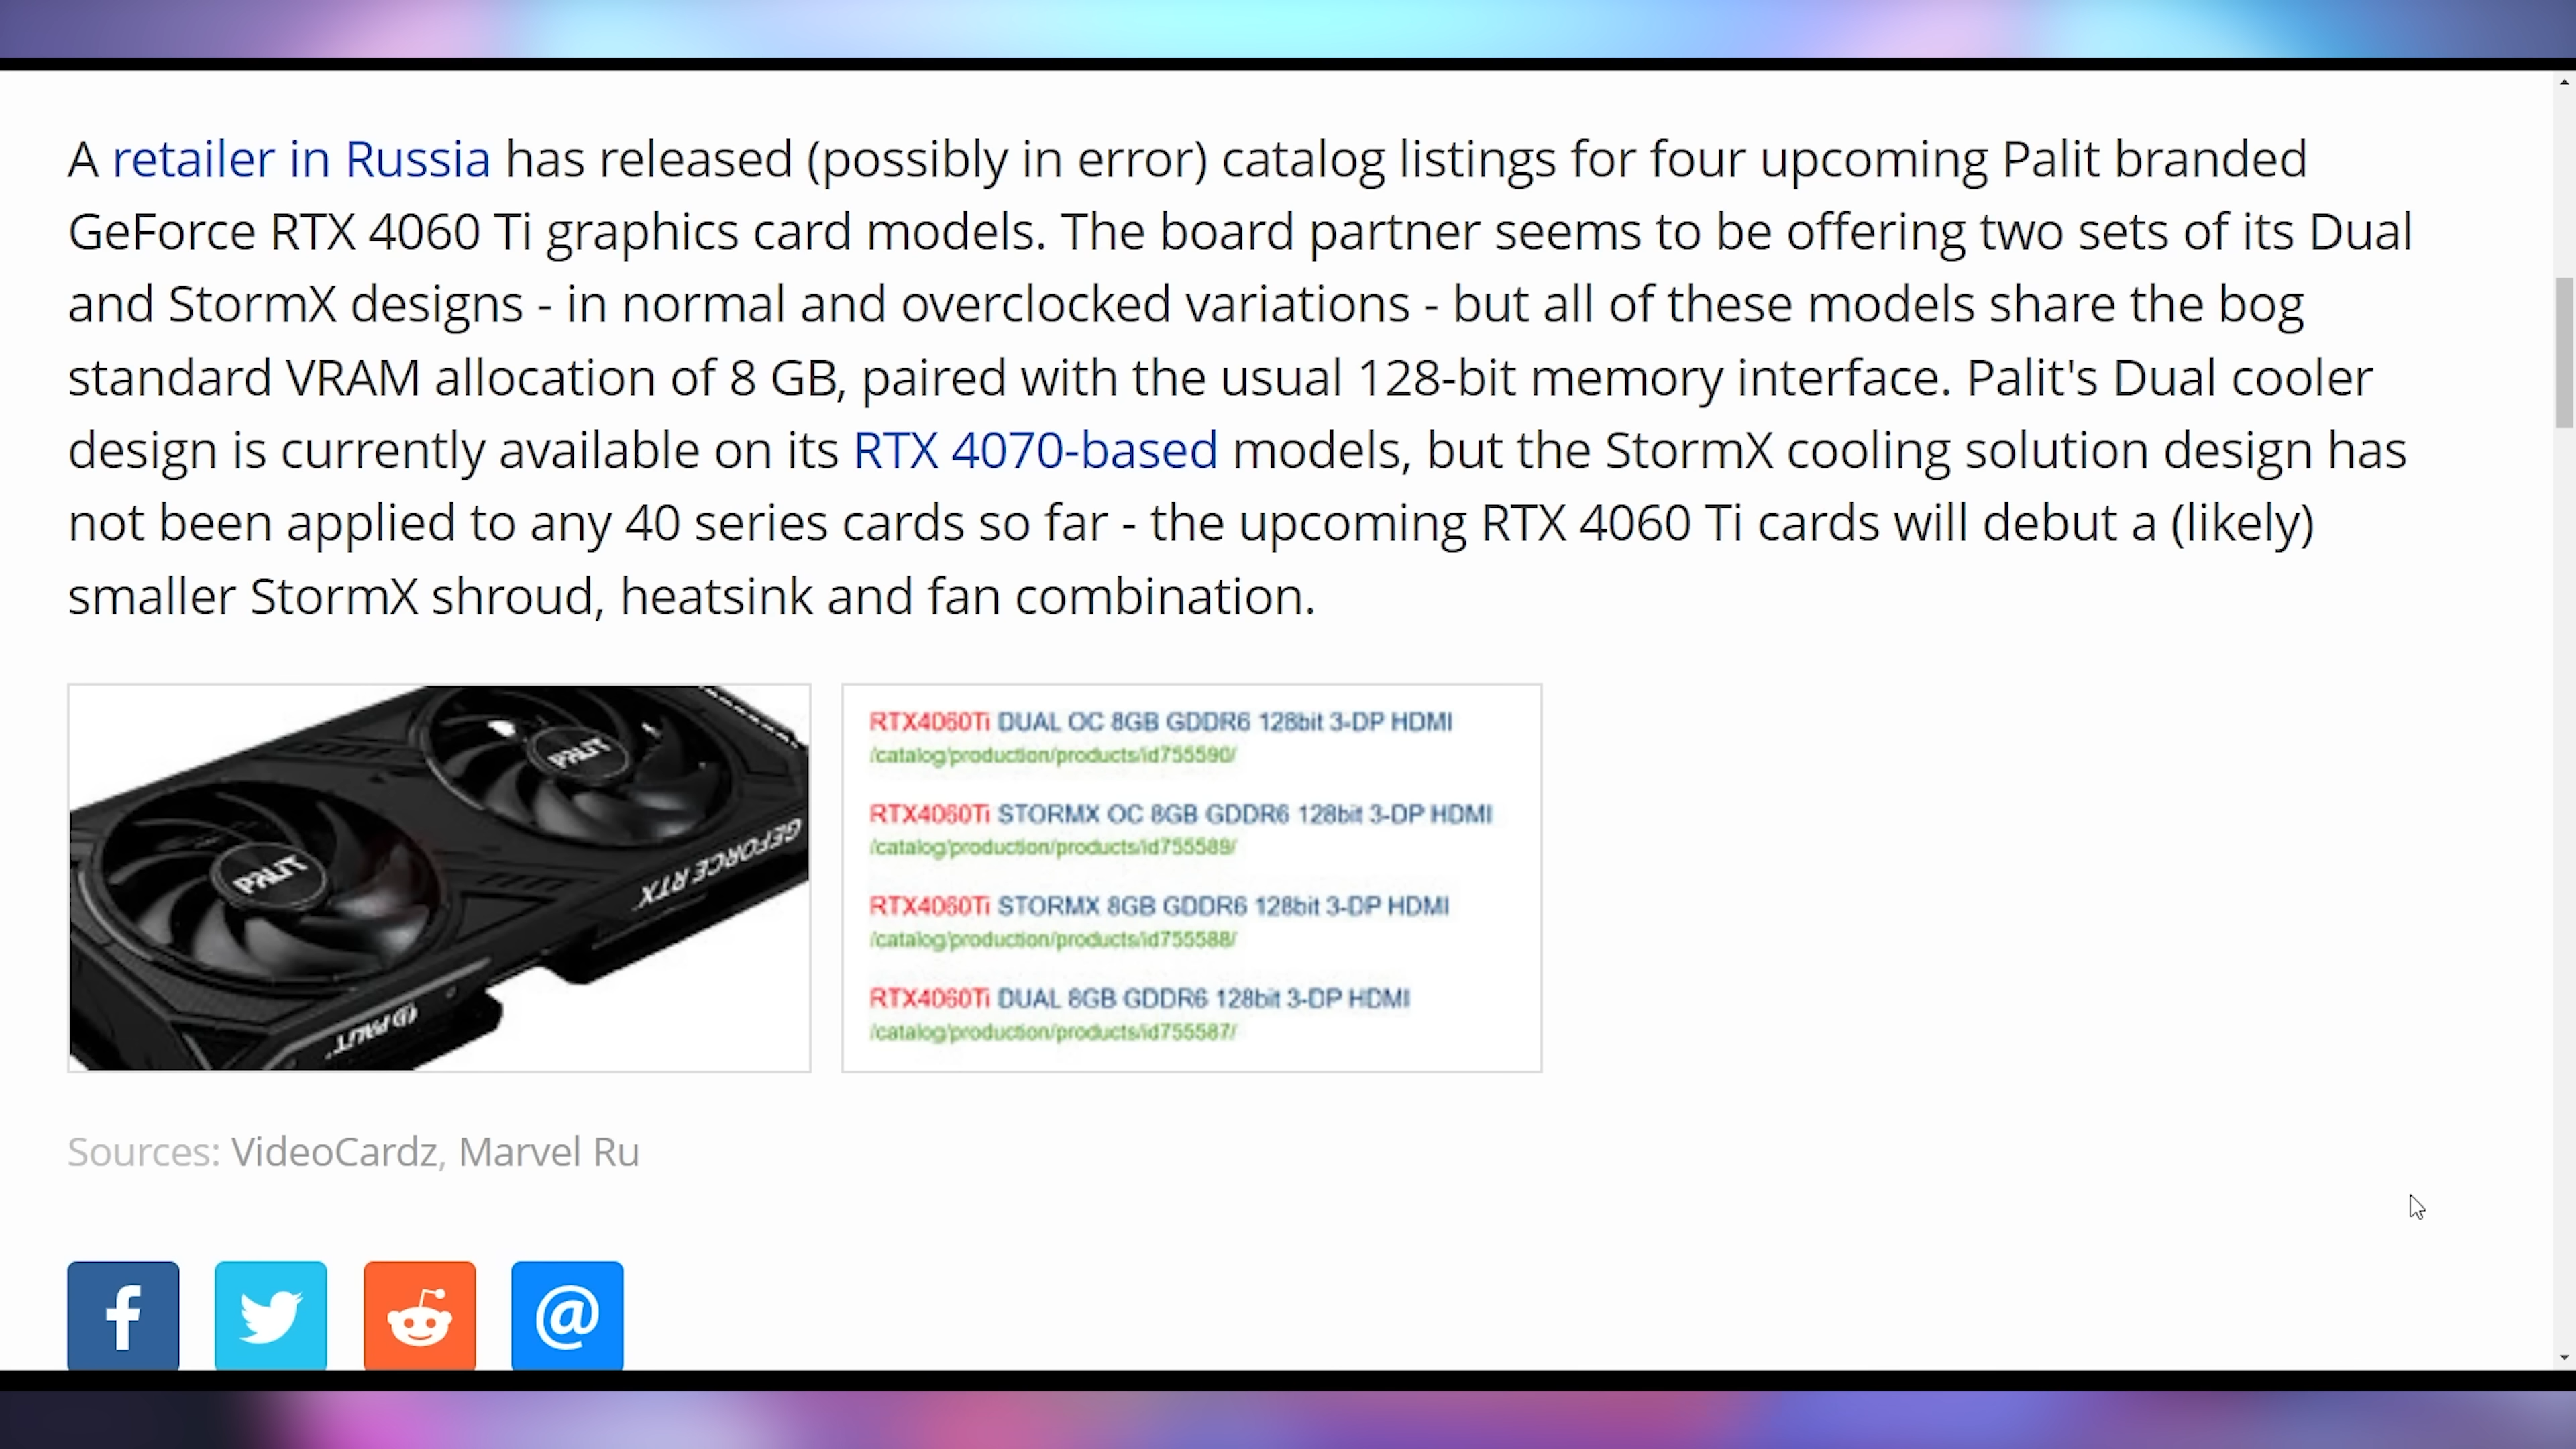 A retailer in Russia has released (possibly in error) catalog listings for four upcoming Palit branded
GeForce RTX 4060 Ti graphics card models. The board partner seems to be offering two sets of its Dual
and StormX designs - in normal and overclocked variations - but all of these models share the bog
standard VRAM allocation of 8 GB, paired with the usual 128-bit memory interface. Palit's Dual cooler
design is currently available on its RTX 4070-based models, but the StormX cooling solution design has
not been applied to any 40 series cards so far - the upcoming RTX 4060 Ti cards will debut a (likely)
smaller StormX shroud, heatsink and fan combination.
PALIT
PALIT
GEFORCE RTX
PALIT
RTX4060Ti DUAL OC 8GB GDDR6 128bit 3-DP HDMI
/catalog/production/products/id755590/
RTX4060Ti STORMX OC 8GB GDDR6 128bit 3-DP HDMI
/catalog/production/products/id755589/
RTX4060Ti STORMX 8GB GDDR6 128bit 3-DP HDMI
/catalog/production/products/id755588/
RTX4060Ti DUAL 8GB GDDR6 128bit 3-DP HDMI
/catalog/production/products/id755587/
Sources: VideoCardz, Marvel Ru